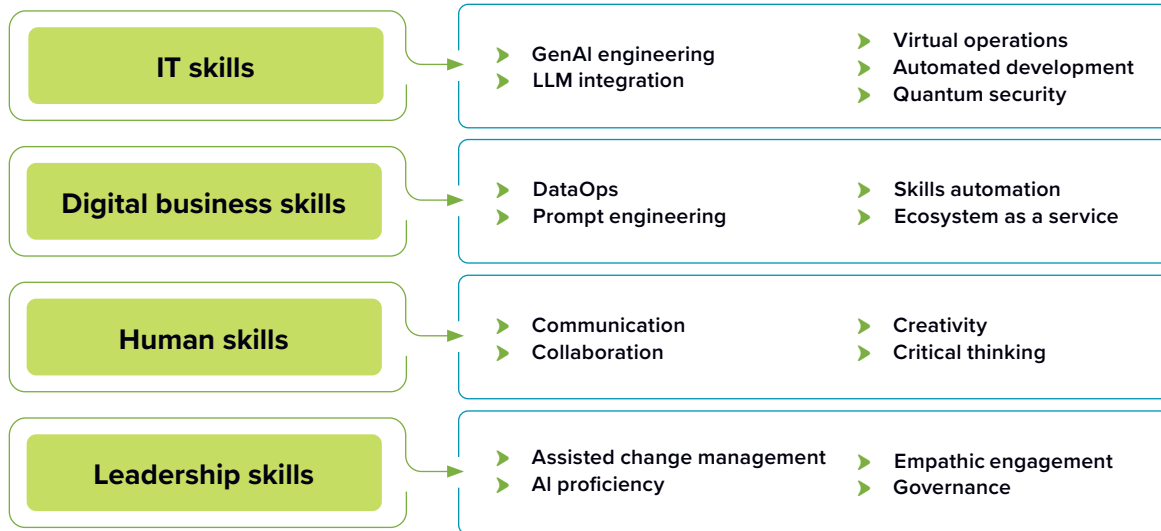 IT skills
GenAI engineering
LLM integration
Virtual operations
Automated development
Quantum security
Digital business skills
DataOps
Prompt engineering
Skills automation
Ecosystem as a service
Human skills
Communication
Collaboration
Creativity
Critical thinking
Leadership skills
Assisted change management
AI proficiency
Empathic engagement
Governance